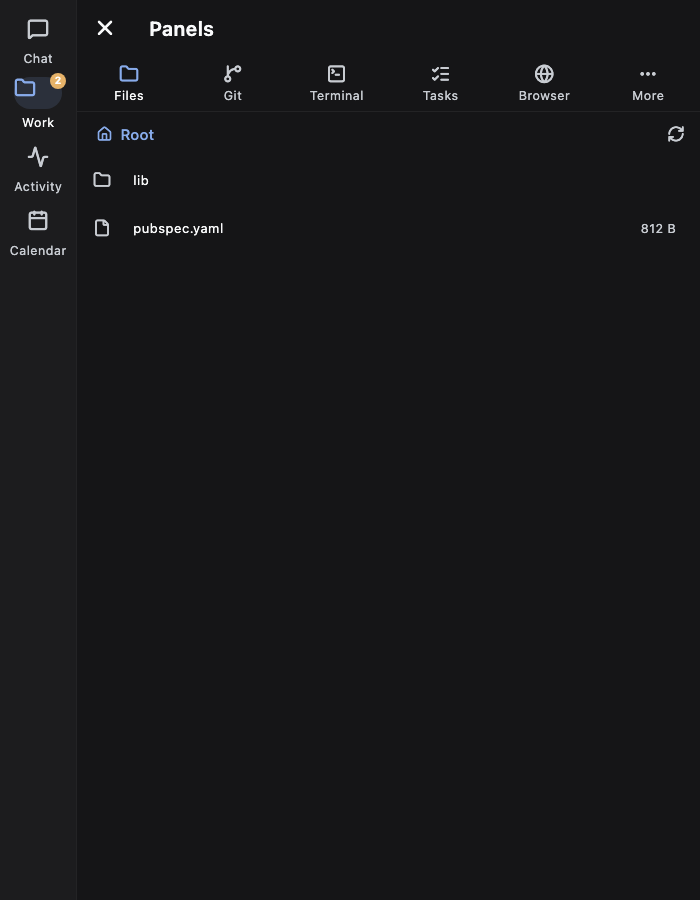 Chat
2
Work
Activity
Calendar
Panels
Files Git Terminal Tasks Browser More
Root
lib
pubspec.yaml 812 B